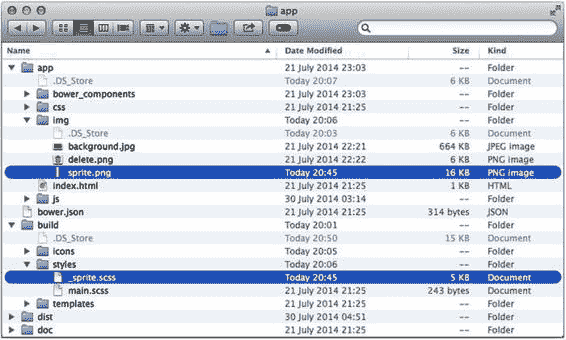 app
Name Date Modified Size Kind
app 21 July 2014 23:03 -- Folder
.DS_Store Today 20:07 6 KB Document
bower_components 21 July 2014 23:03 -- Folder
css 21 July 2014 21:25 -- Folder
img Today 20:06 -- Folder
.DS_Store Today 20:03 6 KB Document
background.jpg 21 July 2014 22:21 664 KB JPEG image
delete.png 21 July 2014 22:22 6 KB PNG image
sprite.png Today 20:45 16 KB PNG image
index.html 21 July 2014 21:25 1 KB HTML
js 30 July 2014 03:14 -- Folder
bower.json 21 July 2014 21:25 314 bytes JSON
build Today 20:01 -- Folder
.DS_Store Today 20:50 15 KB Document
icons Today 20:05 -- Folder
styles Today 20:06 -- Folder
_sprite.scss Today 20:45 5 KB Document
main.scss 21 July 2014 21:25 243 bytes Document
templates 21 July 2014 21:25 -- Folder
dist 30 July 2014 04:51 -- Folder
doc 21 July 2014 21:25 -- Folder